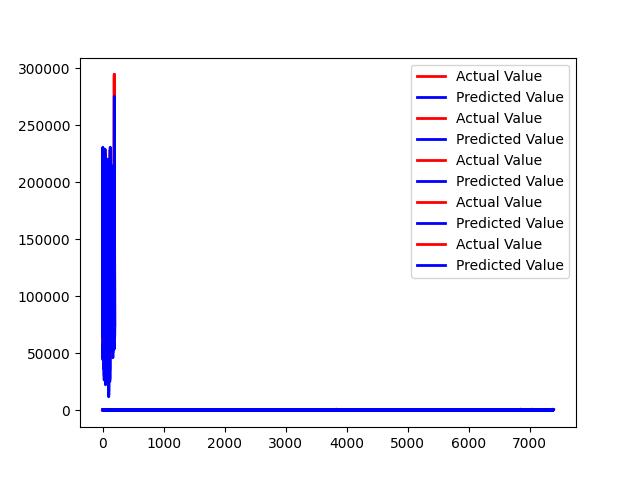 300000
250000
200000
150000
100000
50000
0
Actual Value
Predicted Value
Actual Value
Predicted Value
Actual Value
Predicted Value
Actual Value
Predicted Value
Actual Value
Predicted Value
0 1000 2000 3000 4000 5000 6000 7000